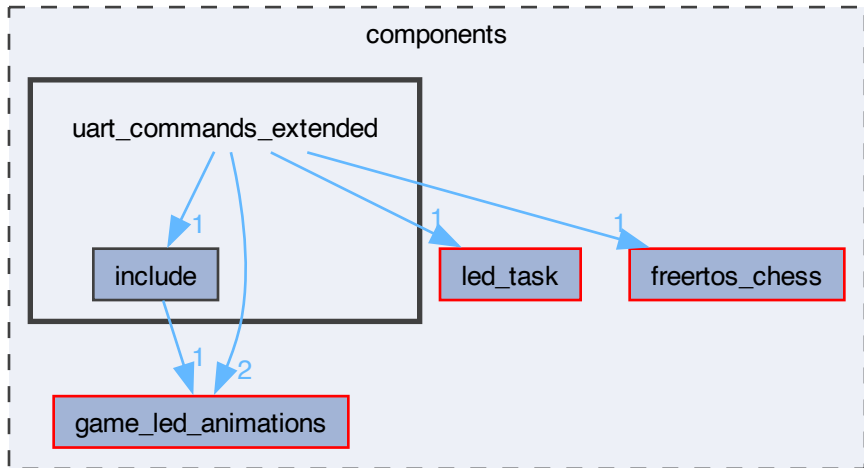 components
uart_commands_extended
1
1
1
include
led_task
freertos_chess
1
2
game_led_animations